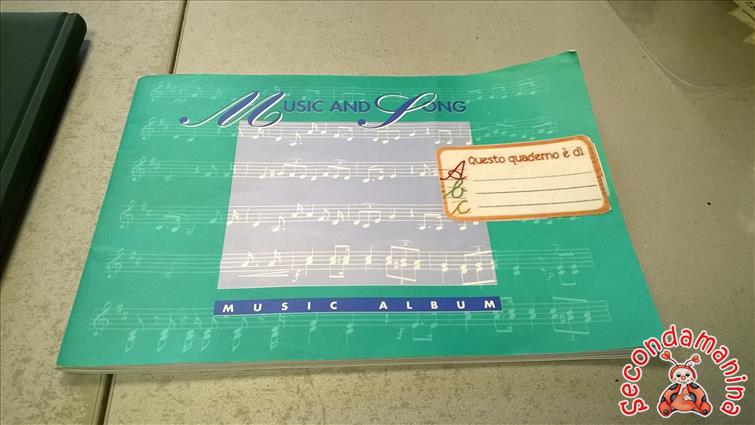 MUSIC AND SONG
Questo quaderno è di
A
b
c
MUSIC ALBUM
secondamanina